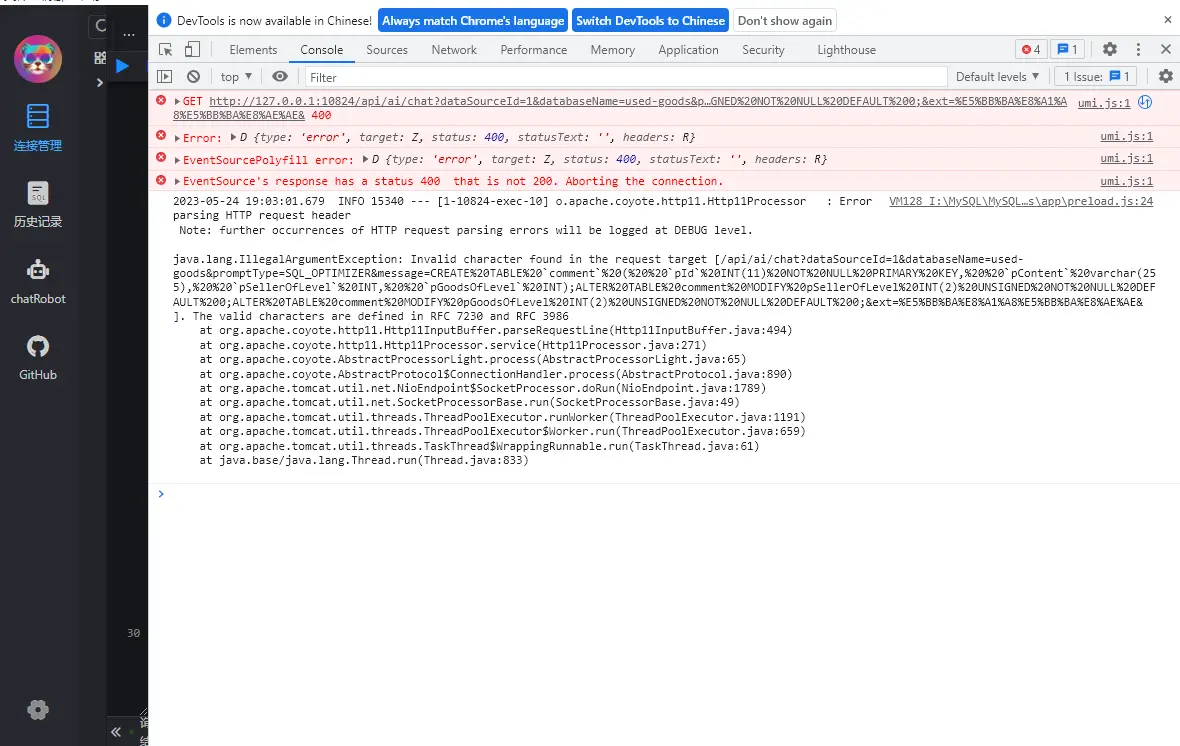 DevTools is now available in Chinese! Always match Chrome's language Switch DevTools to Chinese Don't show again
Elements Console Sources Network Performance Memory Application Security Lighthouse 4 1
top Filter Default levels 1 Issue: 1
GET http://127.0.0.1:10824/api/ai/chat?dataSourceId=1&databaseName=used-goods&p…GNED%20NOT%20NULL%20DEFAULT%200;&ext=%E5%BB%BA%E8%A1%A umi.js:1
8%E5%BB%BA%E8%AE%AE& 400
Error: D {type: 'error', target: Z, status: 400, statusText: '', headers: R} umi.js:1
EventSourcePolyfill error: D {type: 'error', target: Z, status: 400, statusText: '', headers: R} umi.js:1
EventSource's response has a status 400 that is not 200. Aborting the connection. umi.js:1
2023-05-24 19:03:01.679 INFO 15340 --- [1-10824-exec-10] o.apache.coyote.http11.Http11Processor : Error VM128 I:\MySQL\MySQL…s\app\preload.js:24
parsing HTTP request header
Note: further occurrences of HTTP request parsing errors will be logged at DEBUG level.
java.lang.IllegalArgumentException: Invalid character found in the request target [/api/ai/chat?dataSourceId=1&databaseName=used-
goods&promptType=SQL_OPTIMIZER&message=CREATE%20TABLE%20`comment`%20(%20%20`pId`%20INT(11)%20NOT%20NULL%20PRIMARY%20KEY,%20%20`pContent`%20varchar(25
5),%20%20`pSellerOfLevel`%20INT,%20%20`pGoodsOfLevel`%20INT);ALTER%20TABLE%20comment%20MODIFY%20pSellerOfLevel%20INT(2)%20UNSIGNED%20NOT%20NULL%20DEF
AULT%200;ALTER%20TABLE%20comment%20MODIFY%20pGoodsOfLevel%20INT(2)%20UNSIGNED%20NOT%20NULL%20DEFAULT%200;&ext=%E5%BB%BA%E8%A1%A8%E5%BB%BA%E8%AE%AE&
]. The valid characters are defined in RFC 7230 and RFC 3986
at org.apache.coyote.http11.Http11InputBuffer.parseRequestLine(Http11InputBuffer.java:494)
at org.apache.coyote.http11.Http11Processor.service(Http11Processor.java:271)
at org.apache.coyote.AbstractProcessorLight.process(AbstractProcessorLight.java:65)
at org.apache.coyote.AbstractProtocol$ConnectionHandler.process(AbstractProtocol.java:890)
at org.apache.tomcat.util.net.NioEndpoint$SocketProcessor.doRun(NioEndpoint.java:1789)
at org.apache.tomcat.util.net.SocketProcessorBase.run(SocketProcessorBase.java:49)
at org.apache.tomcat.util.threads.ThreadPoolExecutor.runWorker(ThreadPoolExecutor.java:1191)
at org.apache.tomcat.util.threads.ThreadPoolExecutor$Worker.run(ThreadPoolExecutor.java:659)
at org.apache.tomcat.util.threads.TaskThread$WrappingRunnable.run(TaskThread.java:61)
at java.base/java.lang.Thread.run(Thread.java:833)
连接管理
SQL
历史记录
chatRobot
GitHub
30